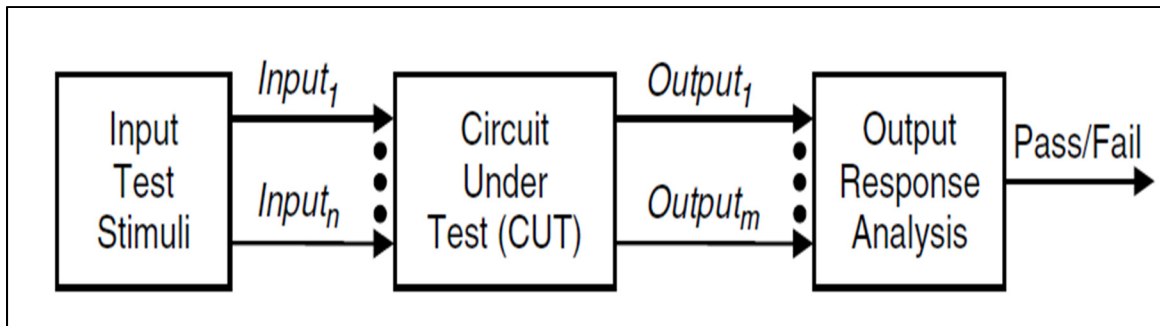 Input
Test
Stimuli
Input1
Inputn
Circuit
Under
Test (CUT)
Output1
Outputm
Output
Response
Analysis
Pass/Fail